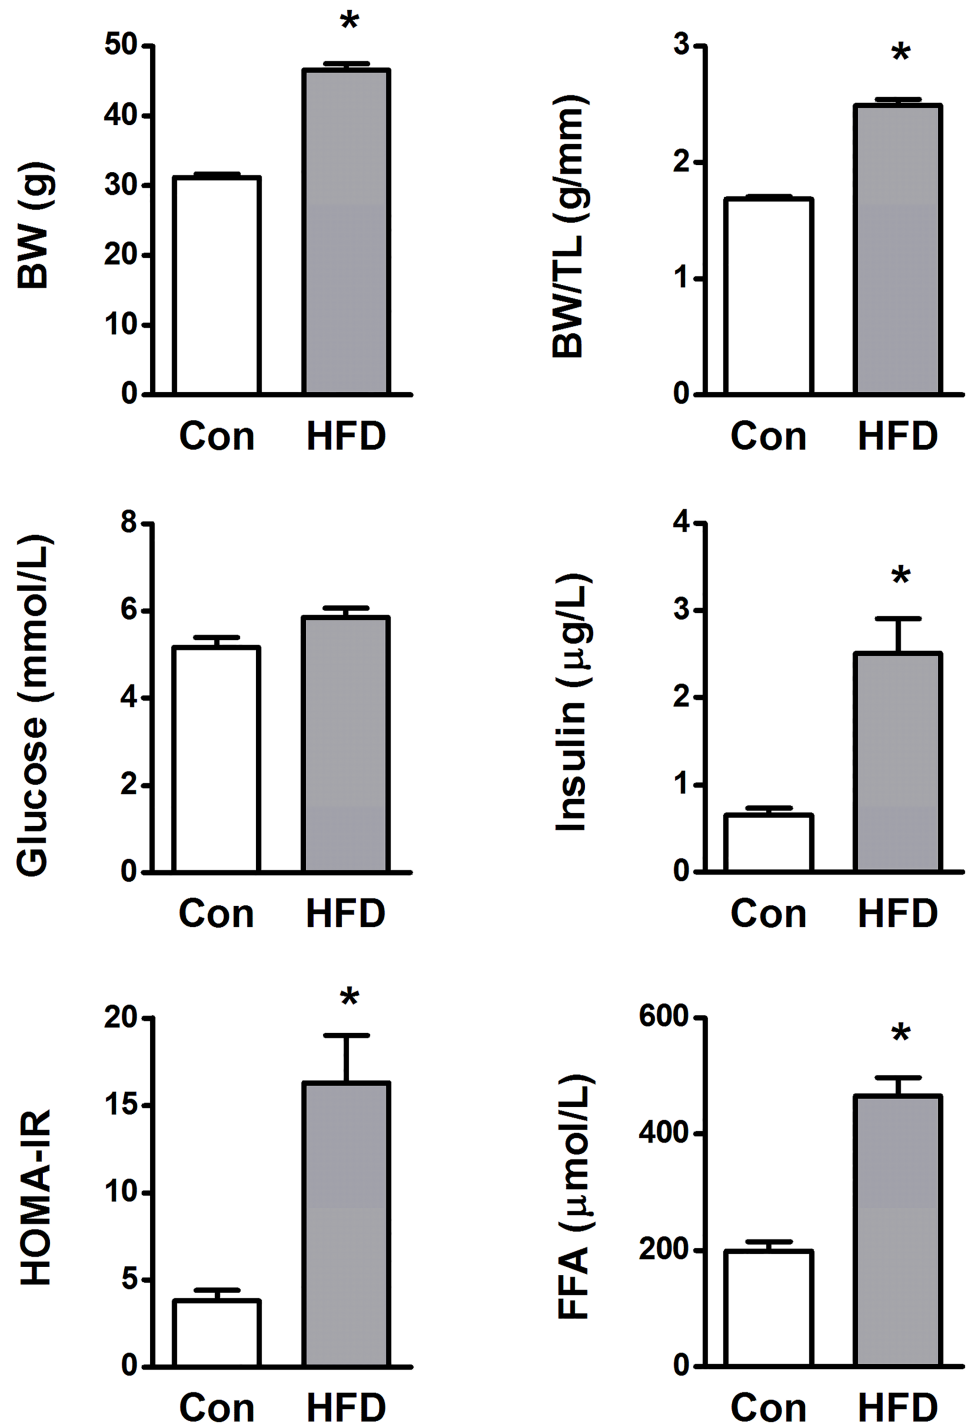 *
50
40
30
20
10
0
BW (g)
Con HFD
*
3
2
1
0
BW/TL (g/mm)
Con HFD
8
6
4
2
0
Glucose (mmol/L)
Con HFD
*
4
3
2
1
0
Insulin (μg/L)
Con HFD
*
20
15
10
5
0
HOMA-IR
Con HFD
*
600
400
200
0
FFA (μmol/L)
Con HFD